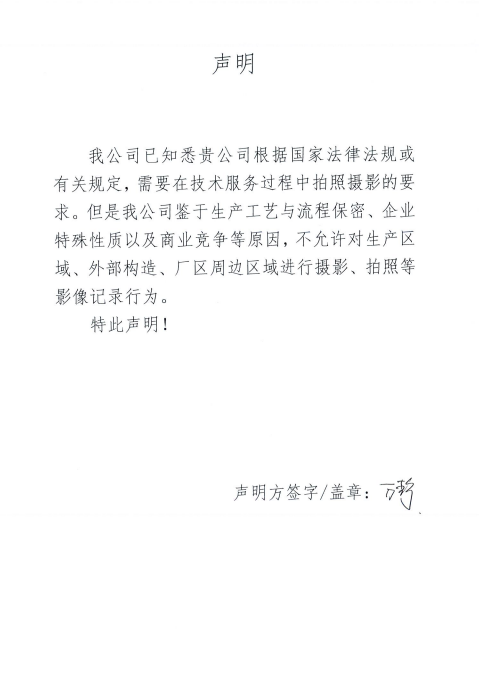 声明
我公司已知悉贵公司根据国家法律法规或
有关规定，需要在技术服务过程中拍照摄影的要
求。但是我公司鉴于生产工艺与流程保密、企业
特殊性质以及商业竞争等原因，不允许对生产区
域、外部构造、厂区周边区域进行摄影、拍照等
影像记录行为。
特此声明！
声明方签字/盖章：